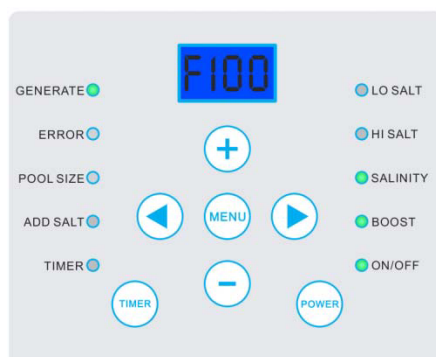 F100
GENERATE
LO SALT
ERROR
HI SALT
+
POOL SIZE
SALINITY
MENU
ADD SALT
BOOST
TIMER
ON/OFF
−
TIMER
POWER